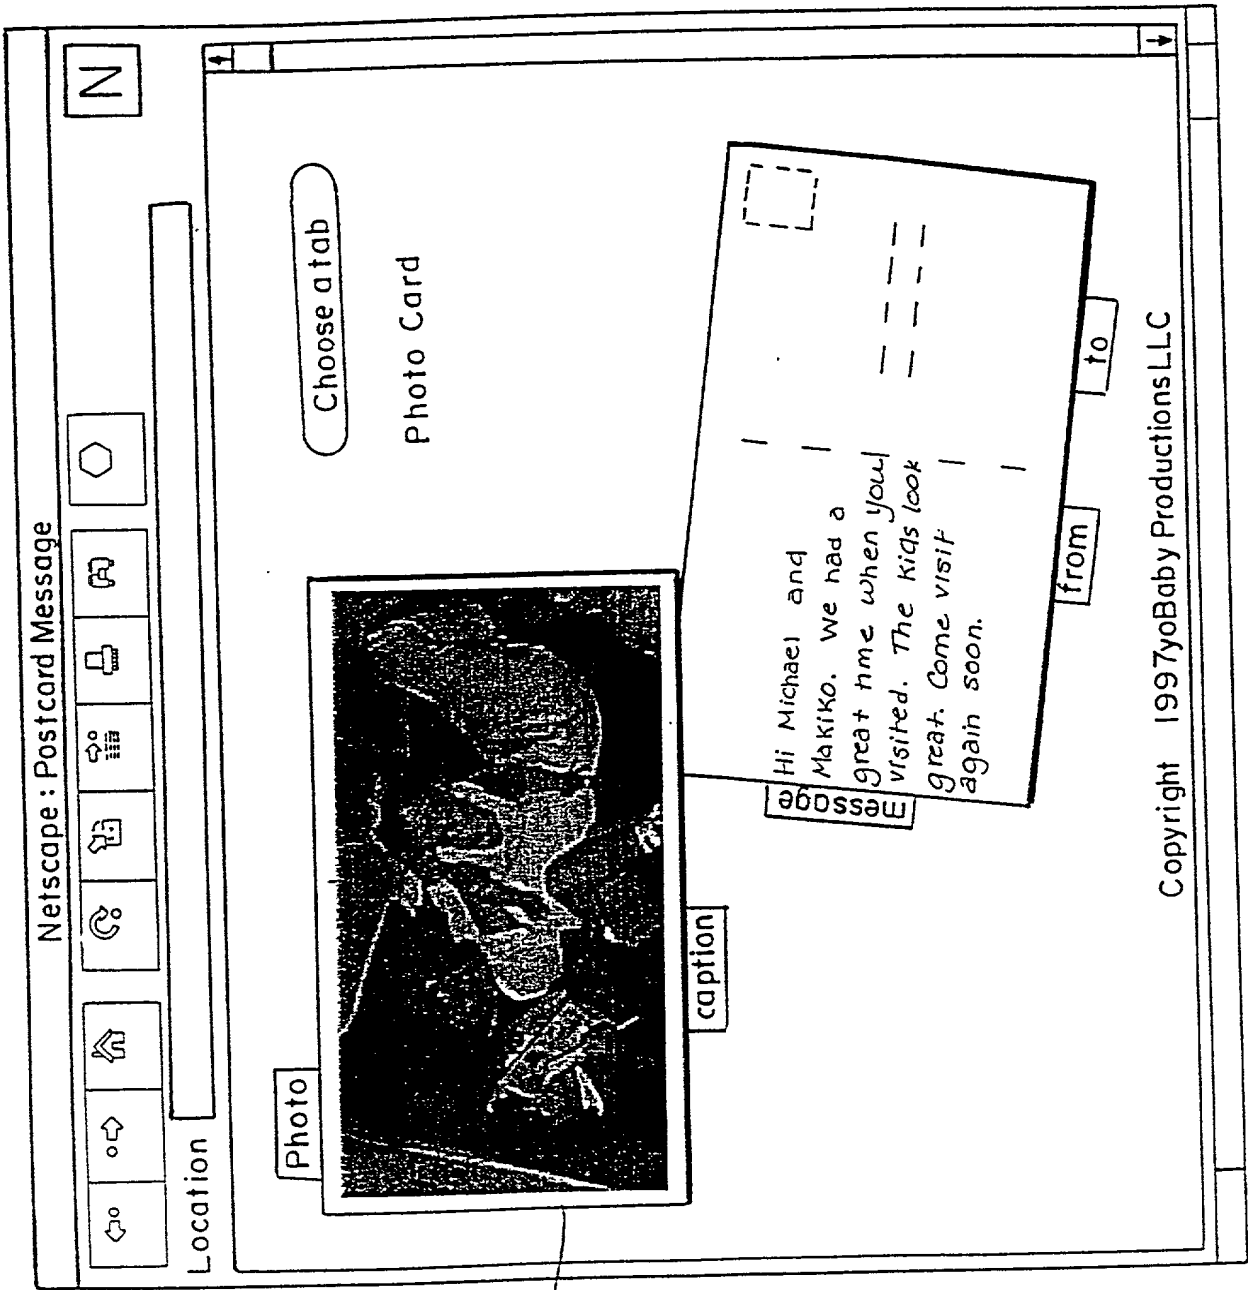 Netscape : Postcard Message
N
Location
Choose a tab
Photo Card
Photo
caption
message
Hi Michael and
Makiko. We had a
great time when you
visited. The kids look
great. Come visit
again soon.
from
to
Copyright 1997yoBaby ProductionsLLC